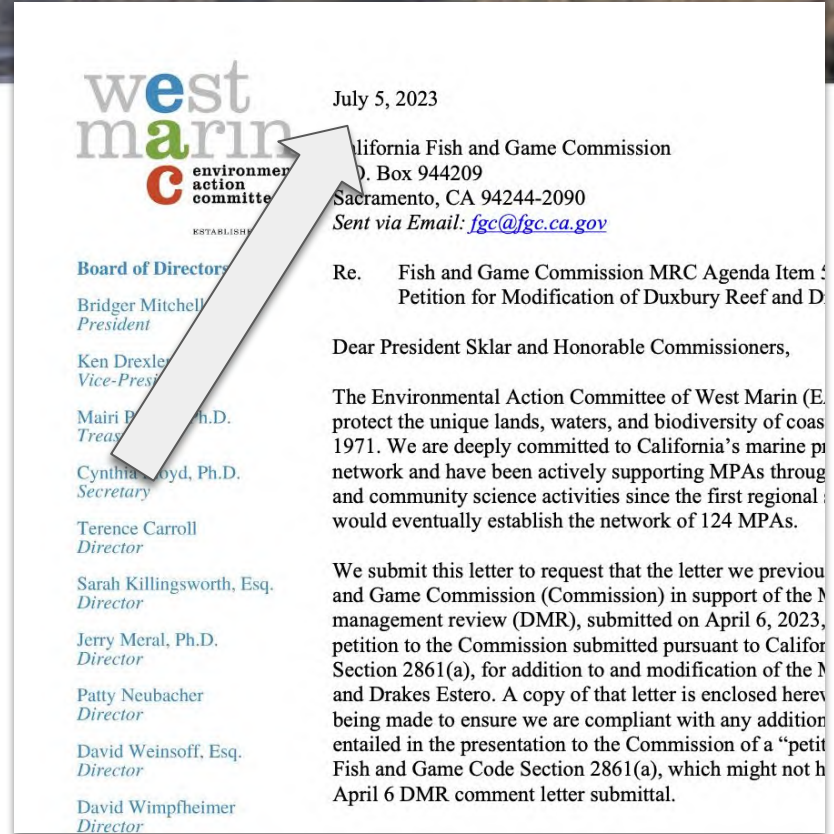 west
marin
environmen
action
committe
ESTABLISH
Board of Directors
Bridger Mitchell
President
Ken Drexler
Vice-Presi
Mairi
Ph.D.
Treas
Cynthia
Ph.D.
Secretary
Terence Carroll
Director
Sarah Killingsworth, Esq.
Director
Jerry Meral, Ph.D.
Director
Patty Neubacher
Director
David Weinsoff, Esq.
Director
David Wimpfheimer
Director
July 5, 2023
California Fish and Game Commission
Box 944209
Sacramento, CA 94244-2090
Sent via Email: fgc@fgc.ca.gov
Re. Fish and Game Commission MRC Agenda Item 5
Petition for Modification of Duxbury Reef and D
Dear President Sklar and Honorable Commissioners,
The Environmental Action Committee of West Marin (E
protect the unique lands, waters, and biodiversity of coas
1971. We are deeply committed to California’s marine pr
network and have been actively supporting MPAs throug
and community science activities since the first regional
would eventually establish the network of 124 MPAs.
We submit this letter to request that the letter we previou
and Game Commission (Commission) in support of the M
management review (DMR), submitted on April 6, 2023,
petition to the Commission submitted pursuant to Califor
Section 2861(a), for addition to and modification of the M
and Drakes Estero. A copy of that letter is enclosed herew
being made to ensure we are compliant with any addition
entailed in the presentation to the Commission of a “petit
Fish and Game Code Section 2861(a), which might not h
April 6 DMR comment letter submittal.